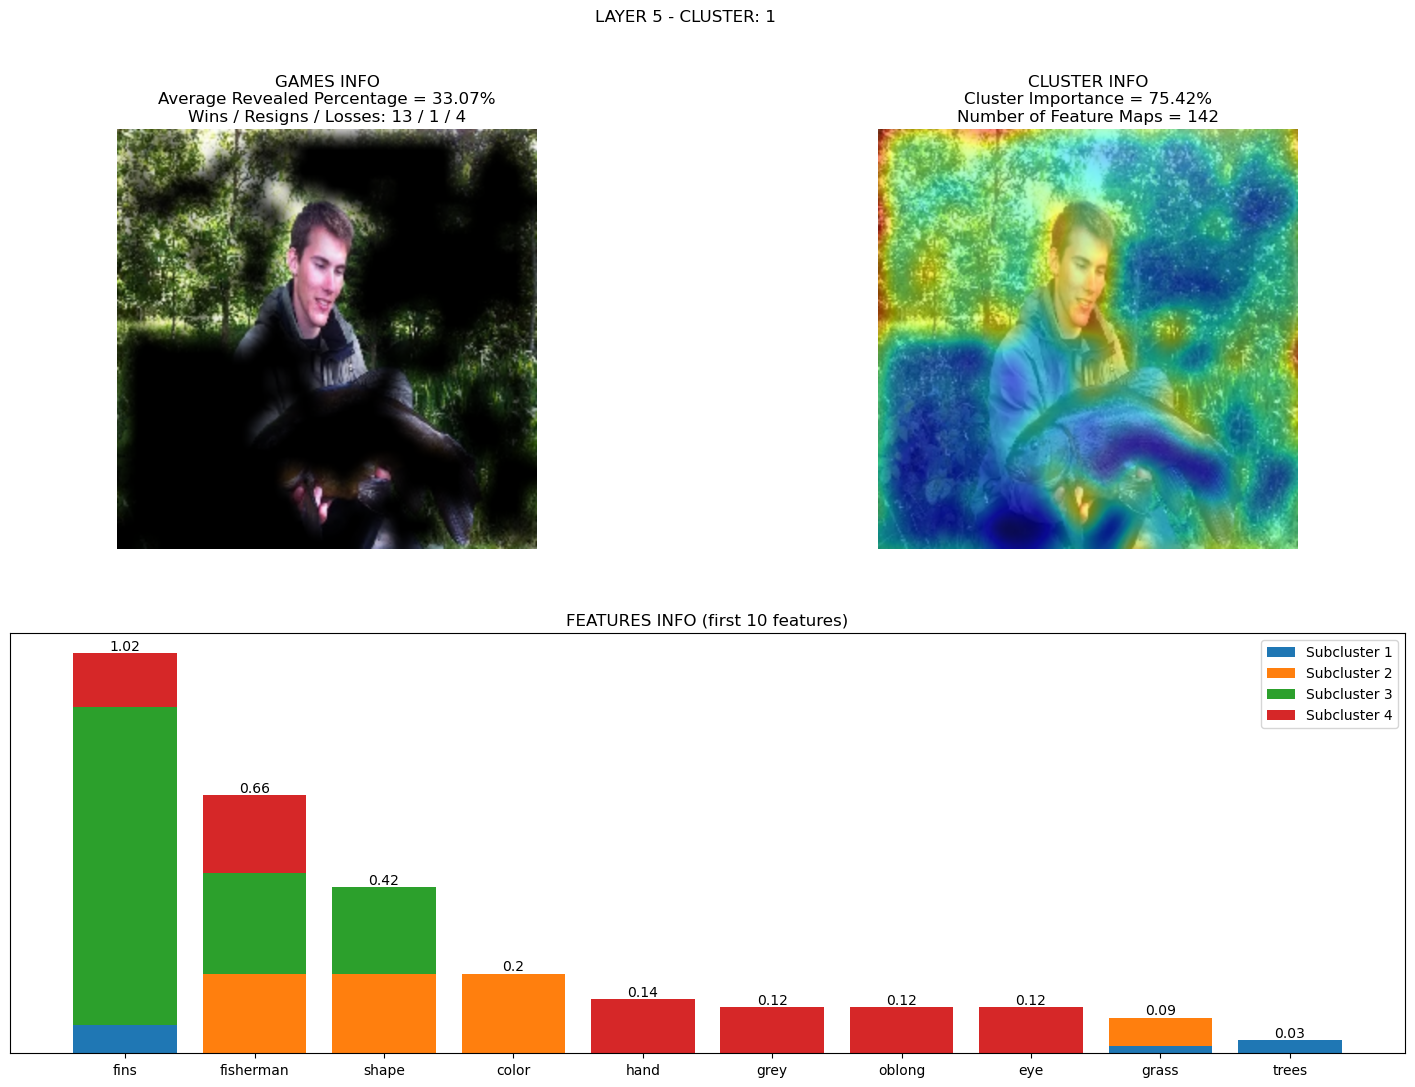 LAYER 5 - CLUSTER: 1
GAMES INFO
Average Revealed Percentage = 33.07%
Wins / Resigns / Losses: 13 / 1 / 4
CLUSTER INFO
Cluster Importance = 75.42%
Number of Feature Maps = 142
FEATURES INFO (first 10 features)
Subcluster 1
Subcluster 2
Subcluster 3
Subcluster 4
1.02
0.66
0.42
0.2
0.14
0.12
0.12
0.12
0.09
0.03
fins
fisherman
shape
color
hand
grey
oblong
eye
grass
trees